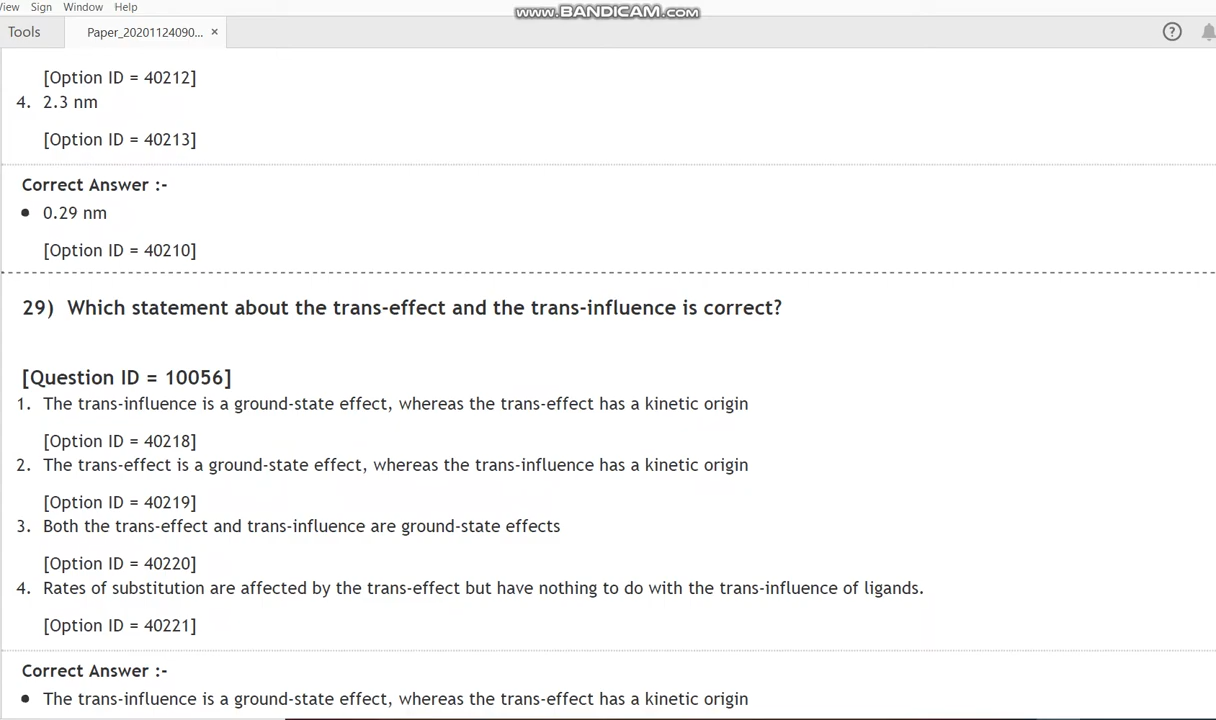 View Sign Window Help
www.BANDICAM.com
Tools Paper_20201124090... × ?
[Option ID = 40212]
4. 2.3 nm
[Option ID = 40213]
Correct Answer :-
• 0.29 nm
[Option ID = 40210]
29) Which statement about the trans-effect and the trans-influence is correct?
[Question ID = 10056]
1. The trans-influence is a ground-state effect, whereas the trans-effect has a kinetic origin
[Option ID = 40218]
2. The trans-effect is a ground-state effect, whereas the trans-influence has a kinetic origin
[Option ID = 40219]
3. Both the trans-effect and trans-influence are ground-state effects
[Option ID = 40220]
4. Rates of substitution are affected by the trans-effect but have nothing to do with the trans-influence of ligands.
[Option ID = 40221]
Correct Answer :-
• The trans-influence is a ground-state effect, whereas the trans-effect has a kinetic origin